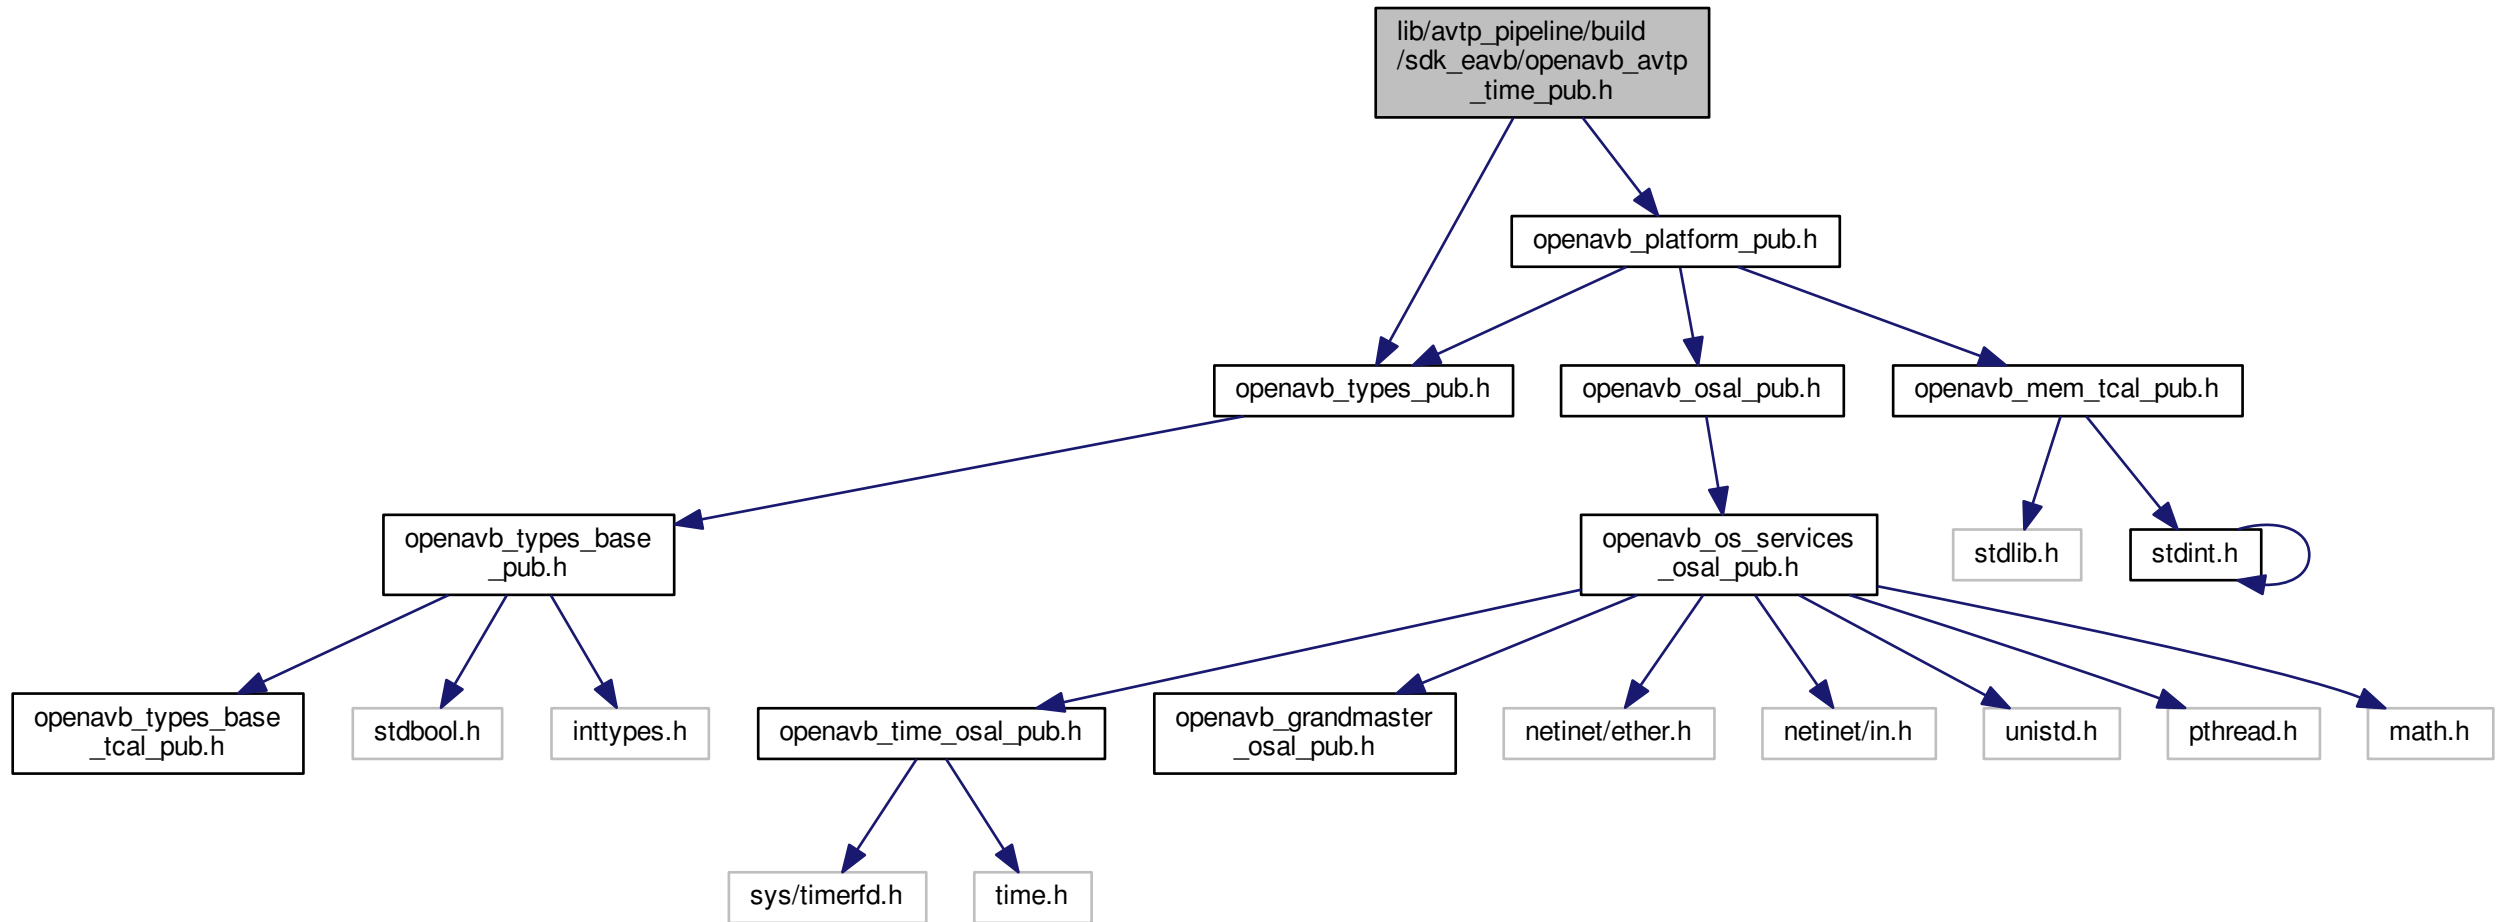 lib/avtp_pipeline/build
/sdk_eavb/openavb_avtp
_time_pub.h
openavb_platform_pub.h
openavb_types_pub.h
openavb_osal_pub.h
openavb_mem_tcal_pub.h
openavb_types_base
_pub.h
openavb_os_services
_osal_pub.h
stdlib.h
stdint.h
openavb_types_base
_tcal_pub.h
stdbool.h
inttypes.h
openavb_time_osal_pub.h
openavb_grandmaster
_osal_pub.h
netinet/ether.h
netinet/in.h
unistd.h
pthread.h
math.h
sys/timerfd.h
time.h